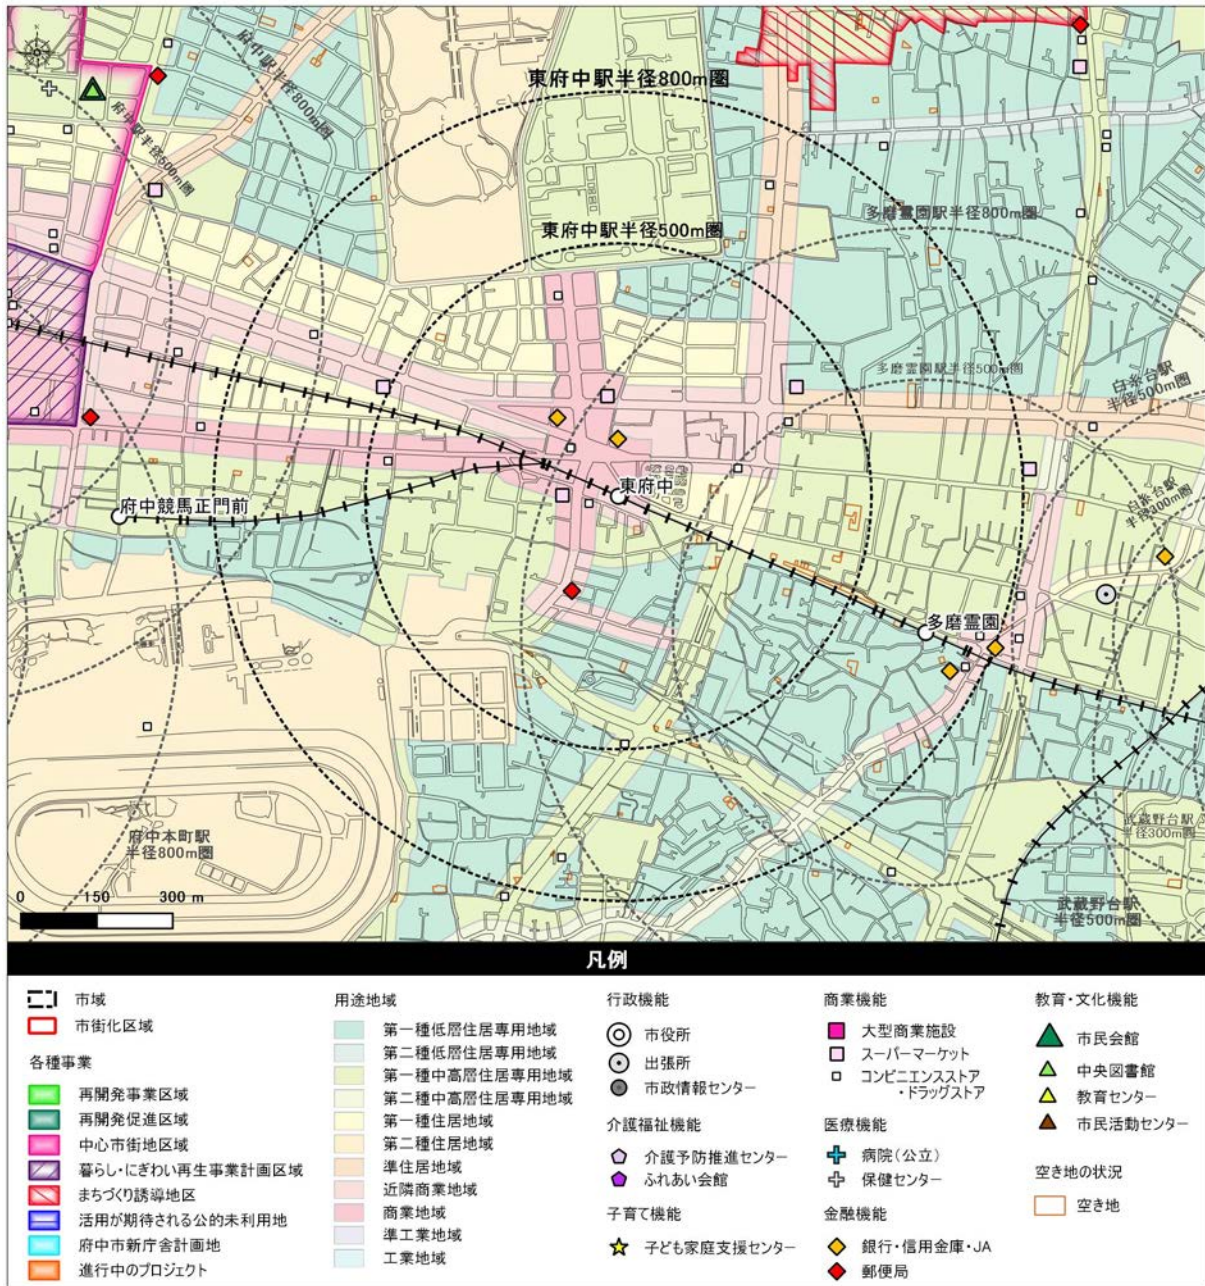 東府中駅半径800m圏
府中駅半径800m圏
府中駅半径500m圏
多磨霊園駅半径800m圏
東府中駅半径500m圏
多磨霊園駅半径500m圏
白糸台駅
半径500m圏
白糸台駅
半径300m圏
東府中
府中競馬正門前
多磨霊園
武蔵野台駅
半径300m圏
府中本町駅
半径800m圏
武蔵野台駅
半径500m圏
0 150 300 m
凡例
市域
市街化区域
各種事業
再開発事業区域
再開発促進区域
中心市街地区域
暮らし・にぎわい再生事業計画区域
まちづくり誘導地区
活用が期待される公的未利用地
府中市新庁舎計画地
進行中のプロジェクト
用途地域
第一種低層住居専用地域
第二種低層住居専用地域
第一種中高層住居専用地域
第二種中高層住居専用地域
第一種住居地域
第二種住居地域
準住居地域
近隣商業地域
商業地域
準工業地域
工業地域
行政機能
市役所
出張所
市政情報センター
介護福祉機能
介護予防推進センター
ふれあい会館
子育て機能
子ども家庭支援センター
商業機能
大型商業施設
スーパーマーケット
コンビニエンスストア
・ドラッグストア
医療機能
病院(公立)
保健センター
金融機能
銀行・信用金庫・JA
郵便局
教育・文化機能
市民会館
中央図書館
教育センター
市民活動センター
空き地の状況
空き地